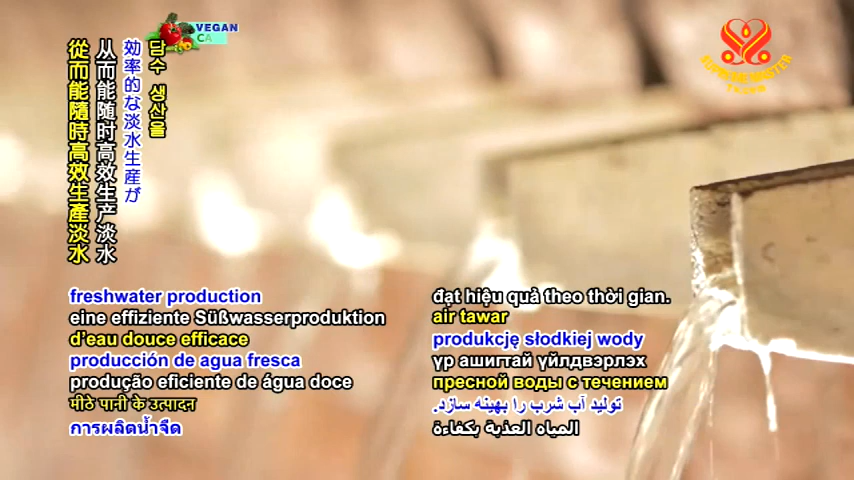 VEGAN
CA
SUPREME MASTER
TELEVISION
담수 생산을
効率的な淡水生産が
从而能随时高效生产淡水
從而能隨時高效生產淡水
freshwater production
eine effiziente Süßwasserproduktion
d'eau douce efficace
producción de agua fresca
produção eficiente de água doce
मीठे पानी के उत्पादन
การผลิตน้ำจืด
đạt hiệu quả theo thời gian.
air tawar
produkcję słodkiej wody
үр ашигтай үйлдвэрлэх
пресной воды с течением
تولید آب شرب را بهینه سازد.
المياه العذبة بكفاءة